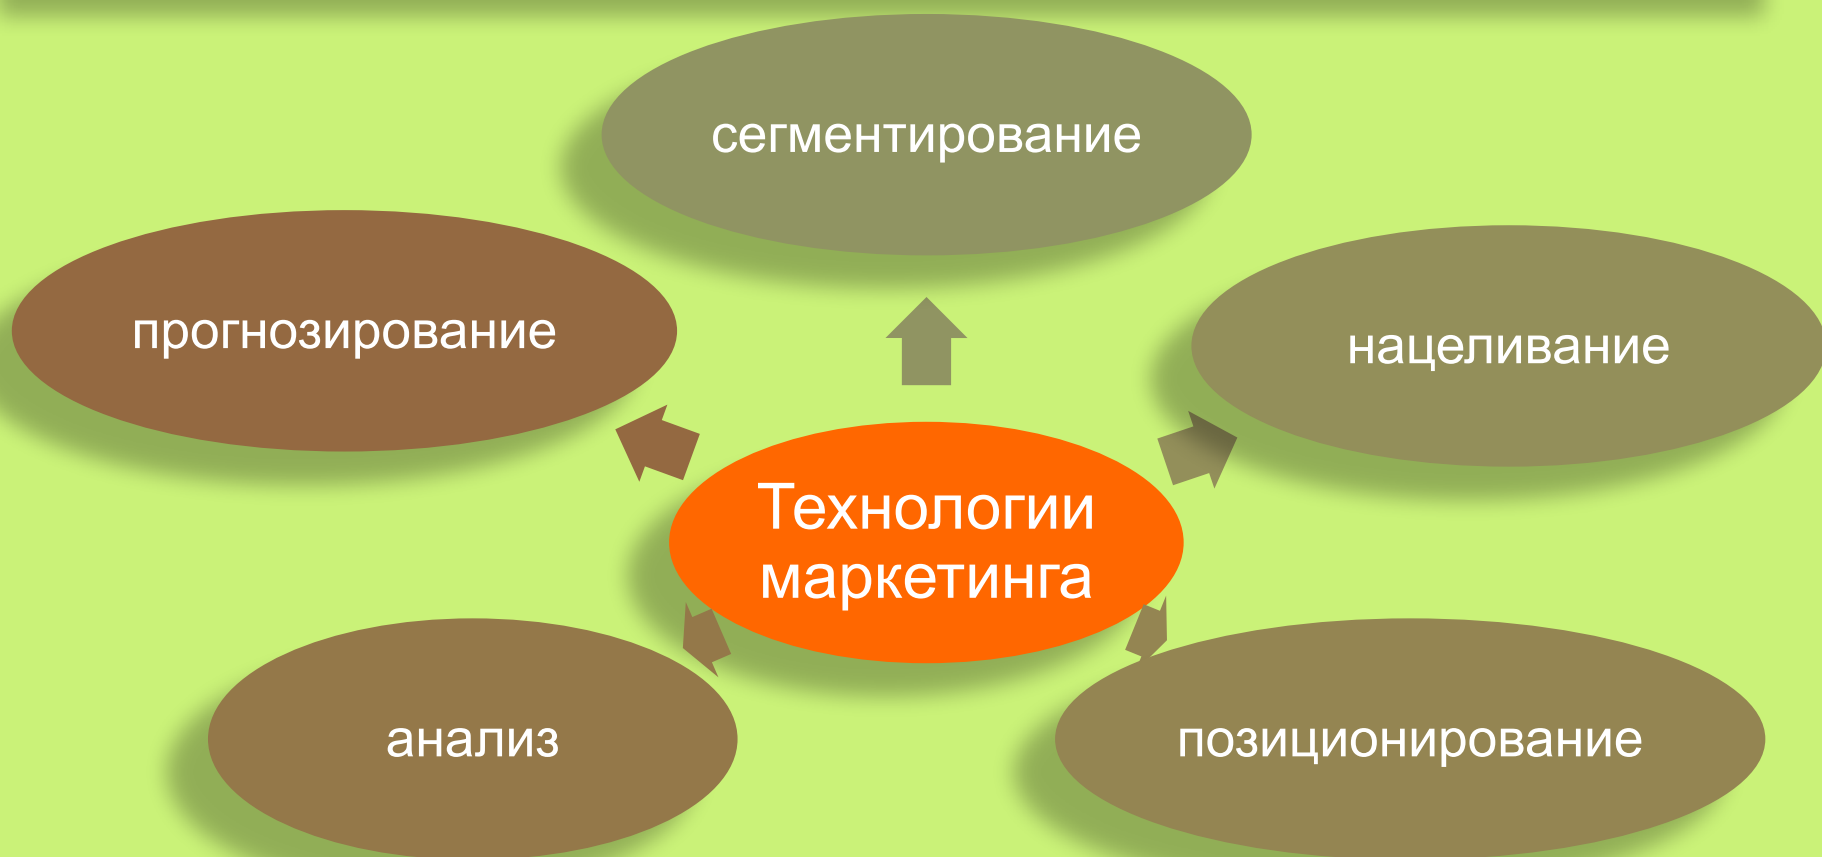 сегментирование
прогнозирование
нацеливание
Технологии
маркетинга
анализ
позиционирование